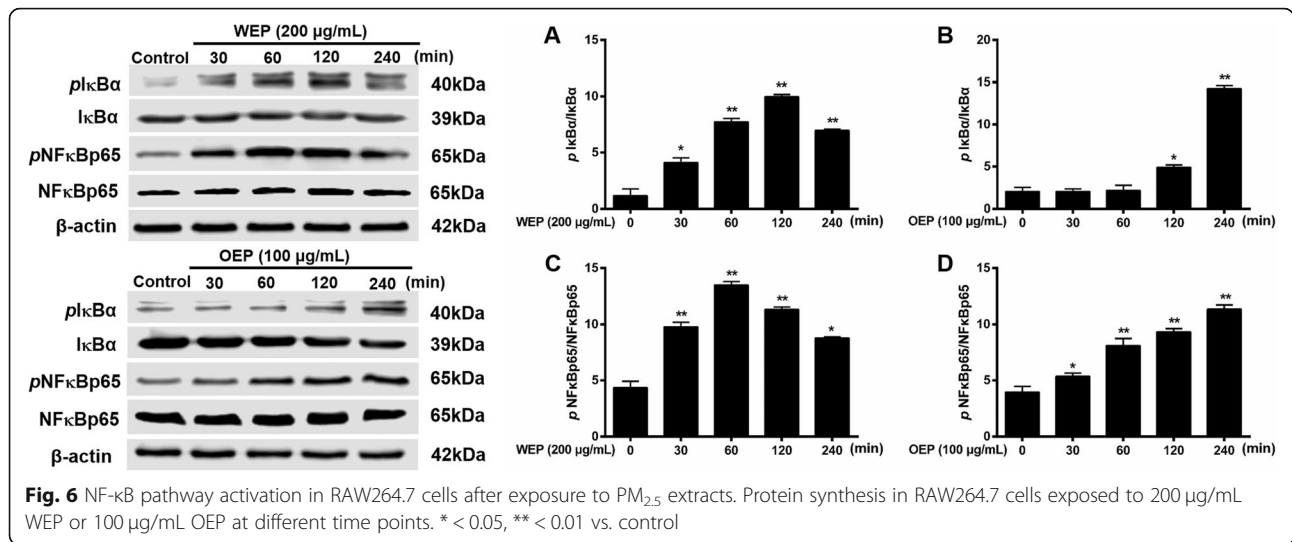 WEP (200 μg/mL)
Control 30 60 120 240 (min)
pIκBα 40kDa
IκBα 39kDa
pNFκBp65 65kDa
NFκBp65 65kDa
β-actin 42kDa
OEP (100 μg/mL)
Control 30 60 120 240 (min)
pIκBα 40kDa
IκBα 39kDa
pNFκBp65 65kDa
NFκBp65 65kDa
β-actin 42kDa
A
p IκBα/IκBα
15
10
5
0
* ** ** **
WEP (200 μg/mL) 0 30 60 120 240 (min)
B
p IκBα/IκBα
20
15
10
5
0
* **
OEP (100 μg/mL) 0 30 60 120 240 (min)
C
p NFκBp65/NFκBp65
15
10
5
0
** ** ** *
WEP (200 μg/mL) 0 30 60 120 240 (min)
D
p NFκBp65/NFκBp65
15
10
5
0
* ** ** **
OEP (100 μg/mL) 0 30 60 120 240 (min)
Fig. 6 NF-κB pathway activation in RAW264.7 cells after exposure to PM2.5 extracts. Protein synthesis in RAW264.7 cells exposed to 200 μg/mL
WEP or 100 μg/mL OEP at different time points. * < 0.05, ** < 0.01 vs. control